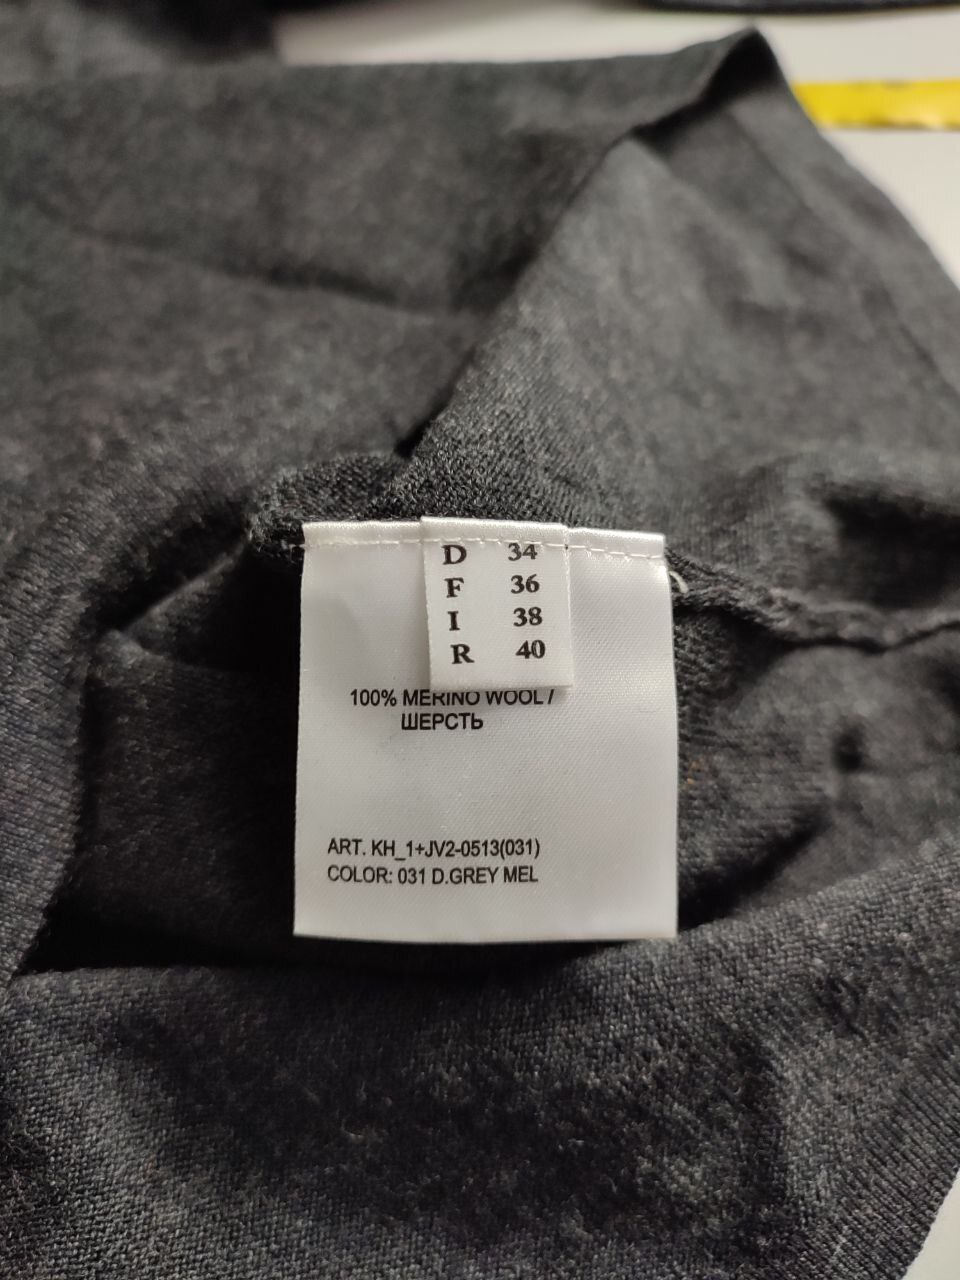 D 34
F 36
I 38
R 40
100% MERINO WOOL /
ШЕРСТЬ
ART. KH_1+JV2-0513(031)
COLOR: 031 D.GREY MEL